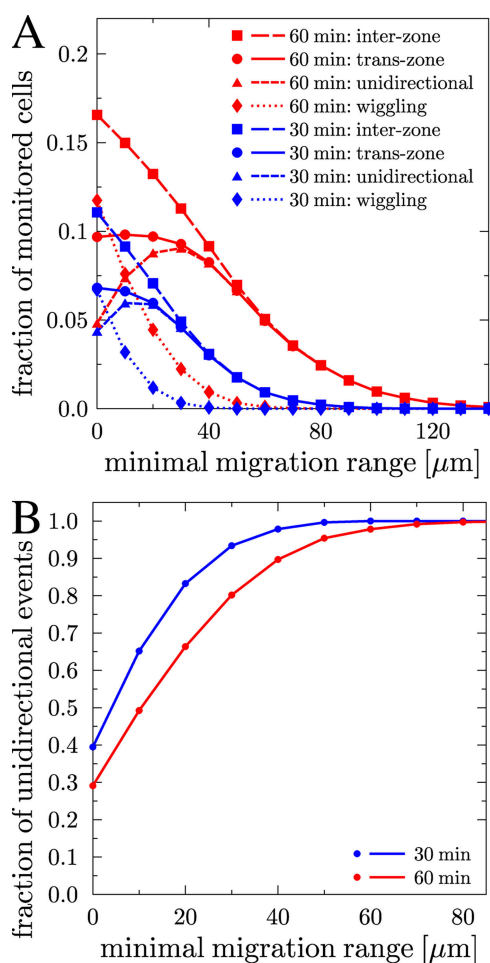 A
0.2
0.15
0.1
0.05
0.0
fraction of monitored cells
60 min: inter-zone
60 min: trans-zone
60 min: unidirectional
60 min: wiggling
30 min: inter-zone
30 min: trans-zone
30 min: unidirectional
30 min: wiggling
0 40 80 120
minimal migration range [μm]
B
1.0
0.9
0.8
0.7
0.6
0.5
0.4
0.3
0.2
0.1
0.0
fraction of unidirectional events
30 min
60 min
0 20 40 60 80
minimal migration range [μm]